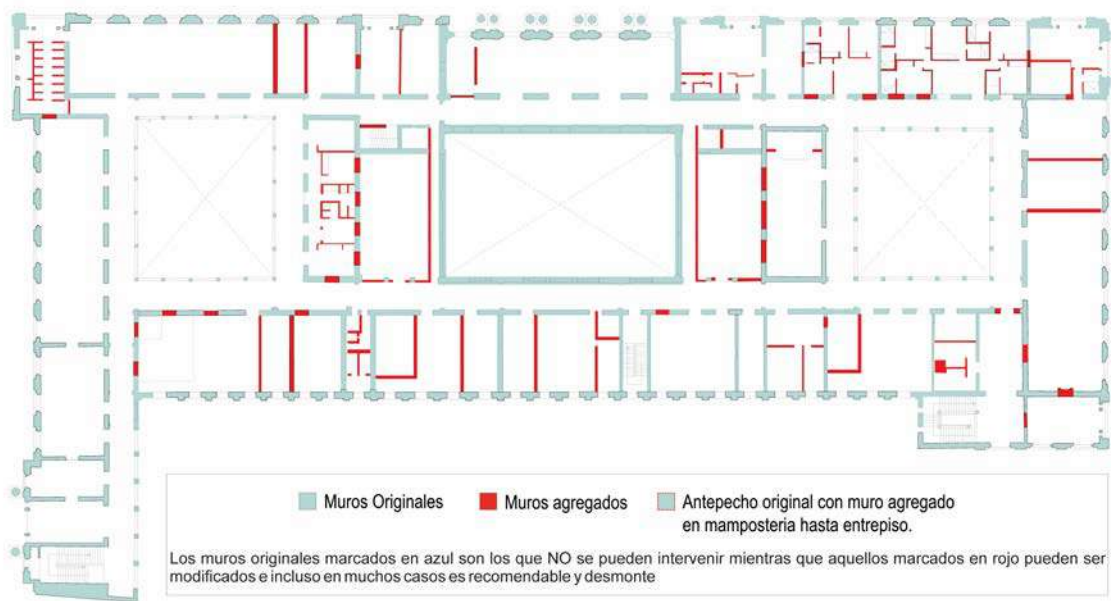 Muros Originales
Muros agregados
Antepecho original con muro agregado
en mamposteria hasta entrepiso.
Los muros originales marcados en azul son los que NO se pueden intervenir mientras que aquellos marcados en rojo pueden ser
modificados e incluso en muchos casos es recomendable y desmonte